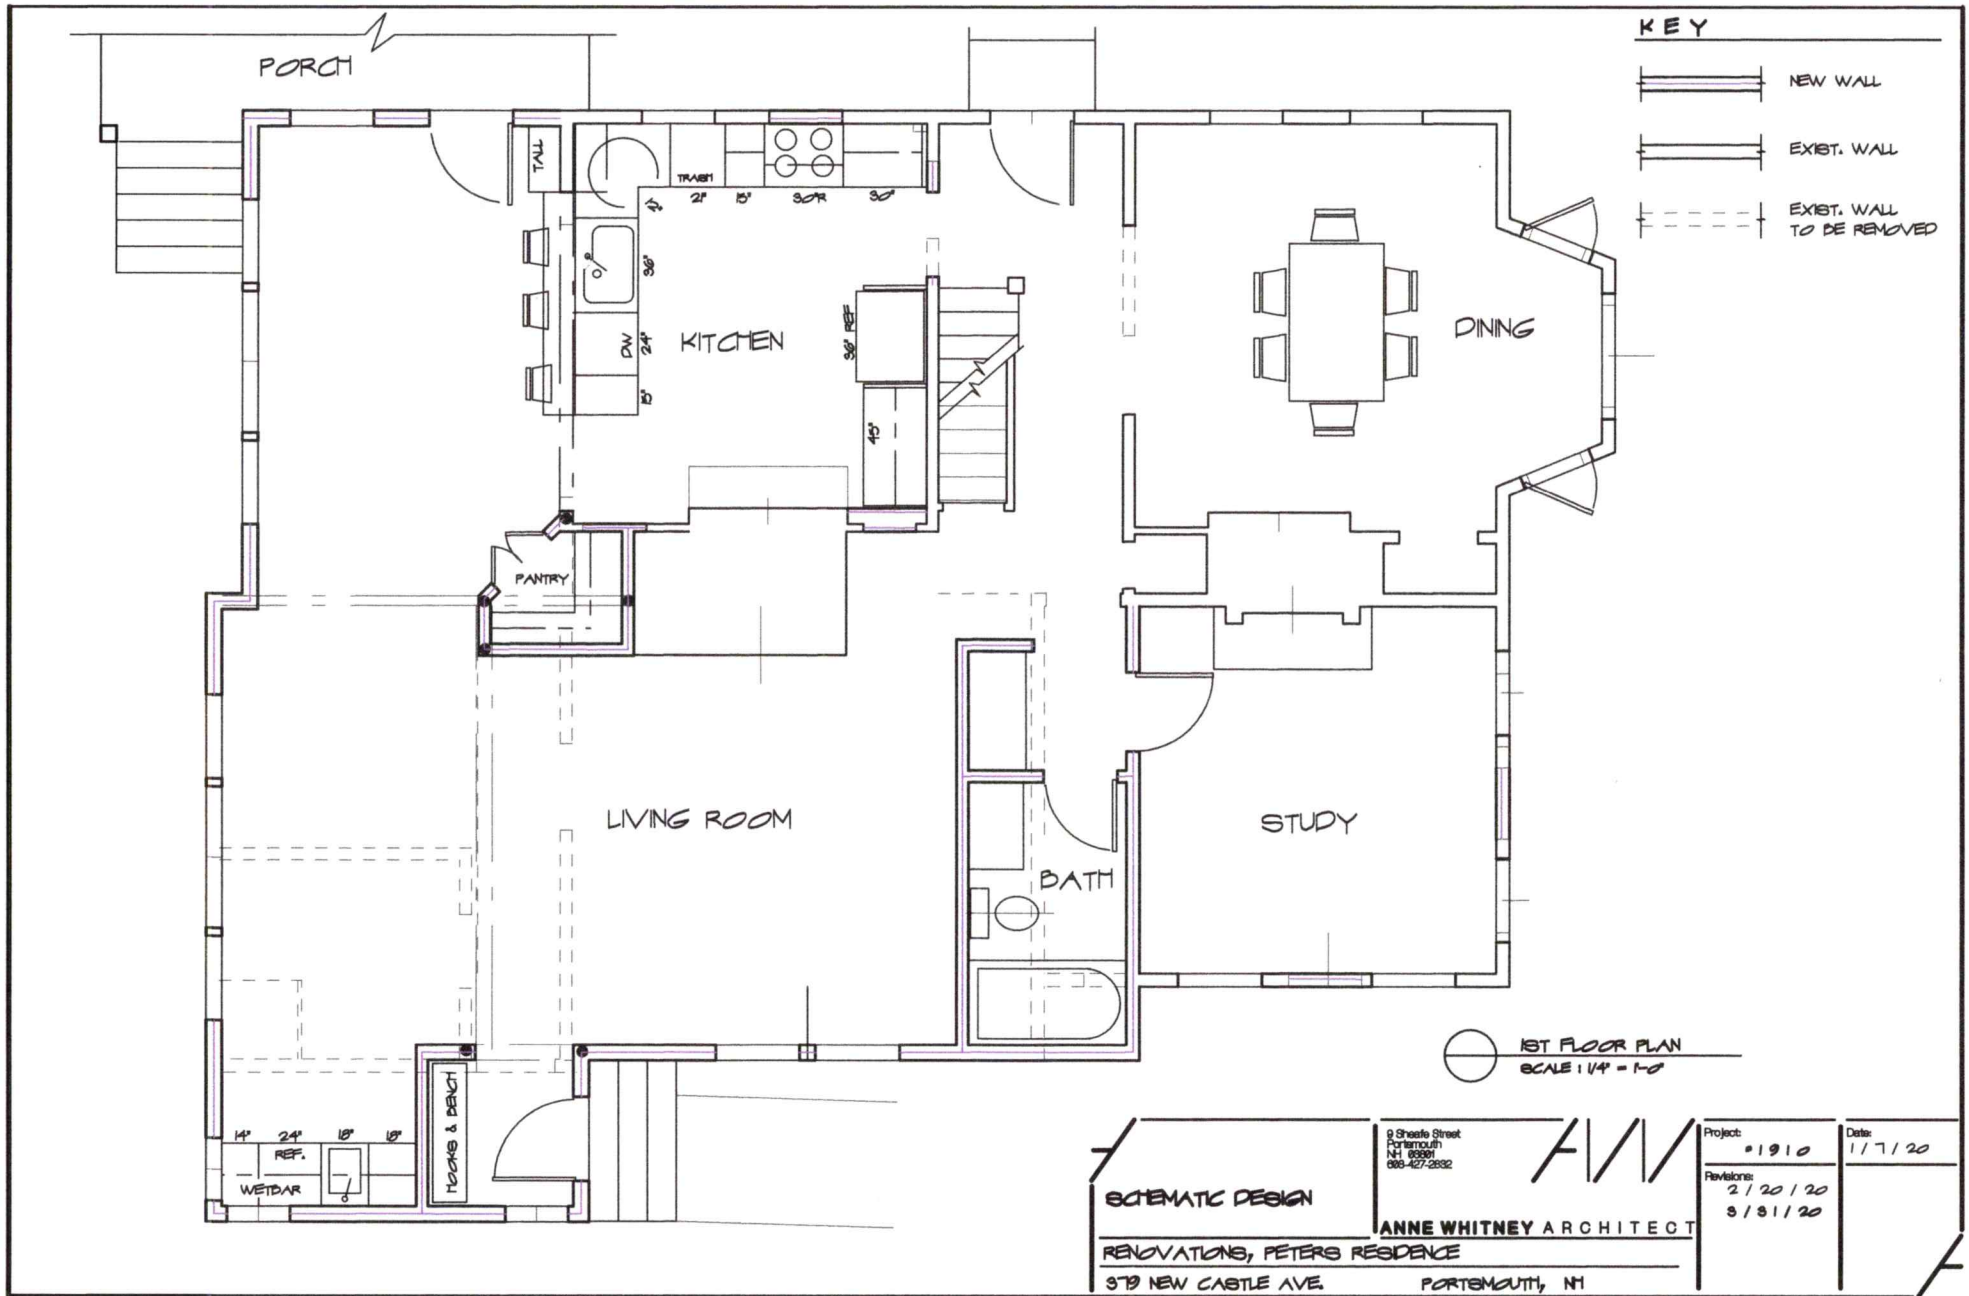 KEY
NEW WALL
EXIST. WALL
EXIST. WALL
TO BE REMOVED
PORCH
TALL
TRASH
21"
15"
30"R
30"
36"
DW
24"
15"
KITCHEN
36" REF
45"
DINING
PANTRY
LIVING ROOM
BATH
STUDY
HOOKS & BENCH
14"
24"
18"
18"
REF.
WETBAR
1ST FLOOR PLAN
SCALE : 1/4" = 1'-0"
SCHEMATIC DESIGN
9 Sheafe Street
Portsmouth
NH 03801
603-427-2832
AW
ANNE WHITNEY ARCHITECT
RENOVATIONS, PETERS RESIDENCE
379 NEW CASTLE AVE. PORTSMOUTH, NH
Project:
#1910
Date:
1/7/20
Revisions:
2/20/20
3/31/20